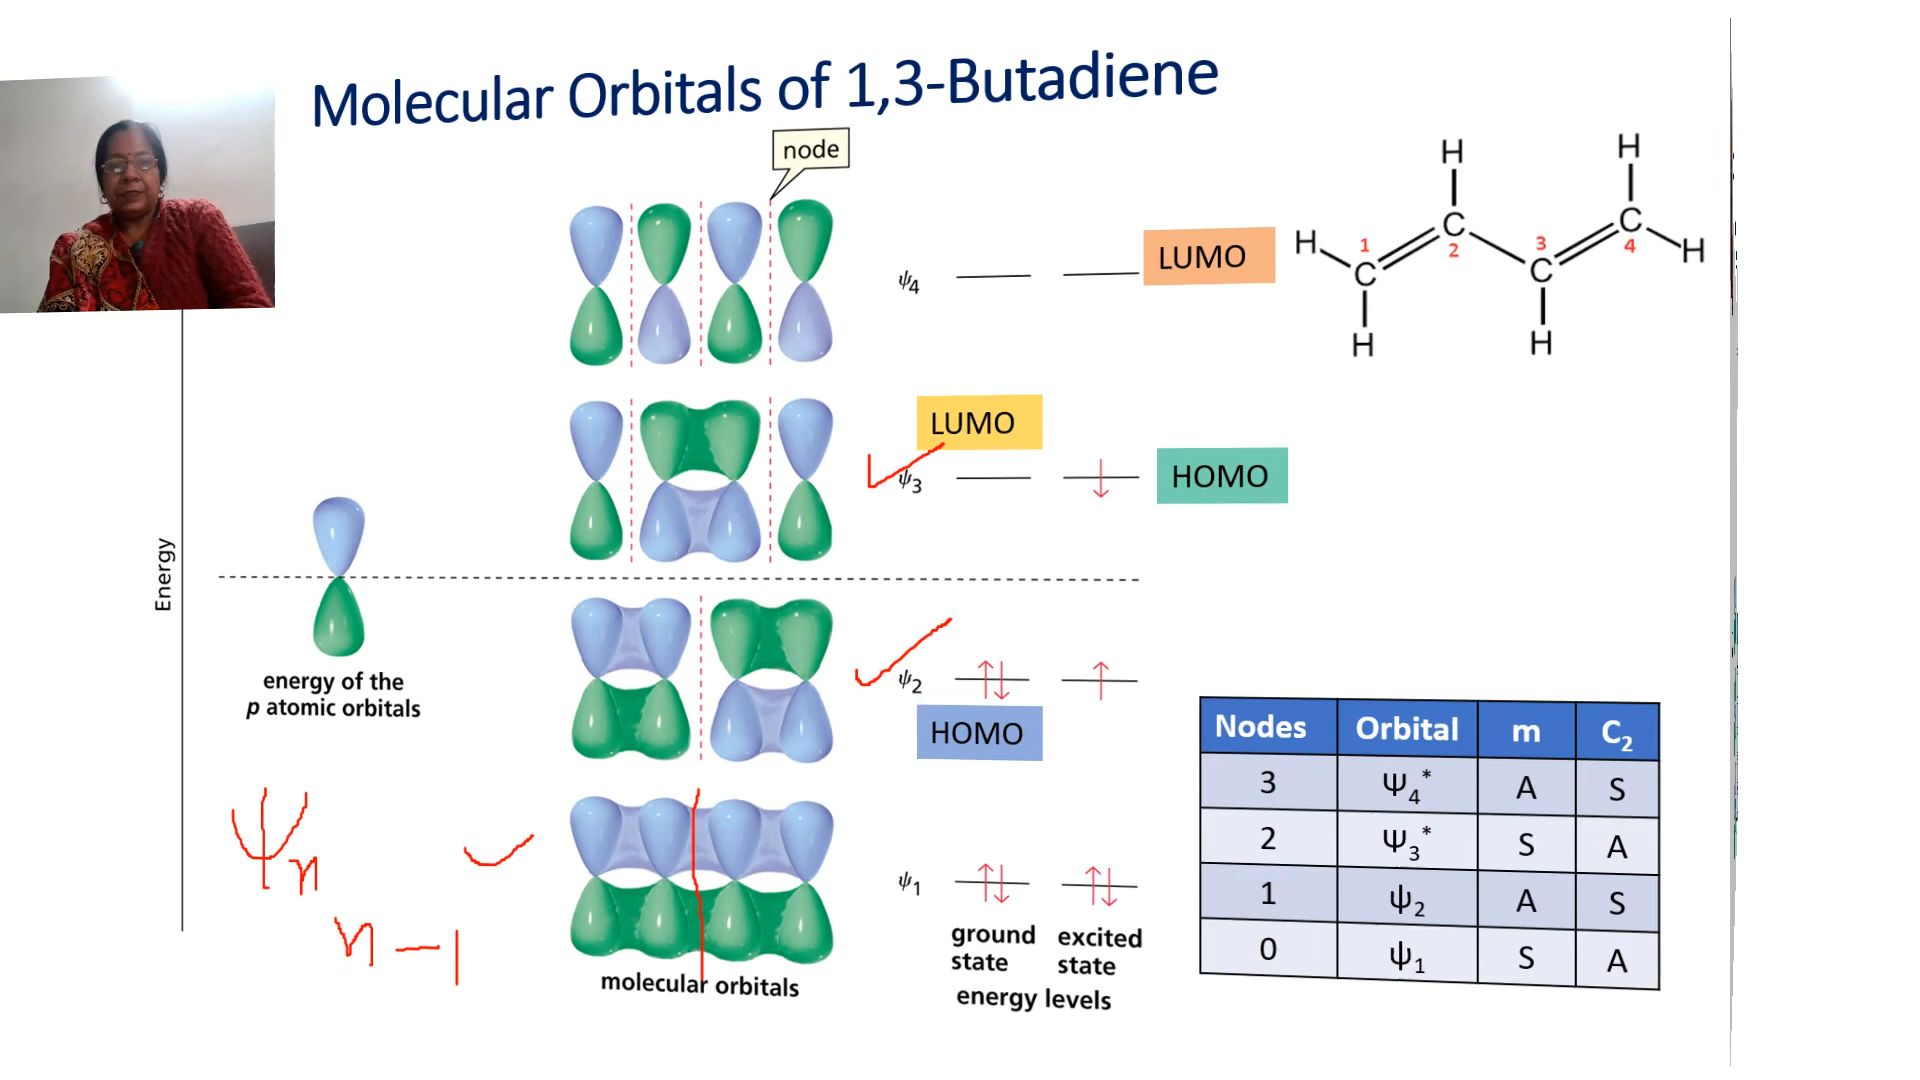 Molecular Orbitals of 1,3-Butadiene
node
ψ4
LUMO
LUMO
ψ3
HOMO
Energy
energy of the
p atomic orbitals
ψ2
HOMO
ψ1
ψn
n-1
molecular orbitals
ground state
excited state
energy levels
H
H
H
C
1
C
2
C
3
C
4
H
H
H
Nodes Orbital m C2
3 Ψ4* A S
2 Ψ3* S A
1 ψ2 A S
0 ψ1 S A